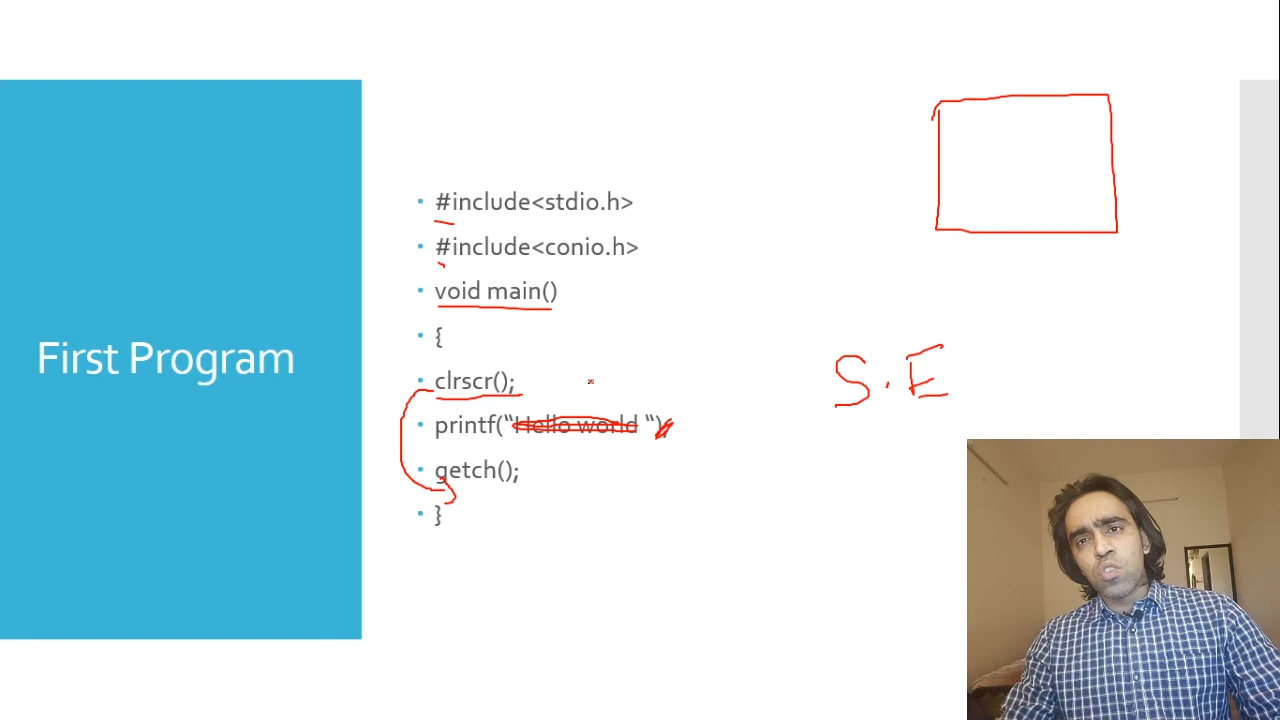 First Program
#include<stdio.h>
#include<conio.h>
void main()
{
clrscr();
printf(“Hello world “);
getch();
}
S.E